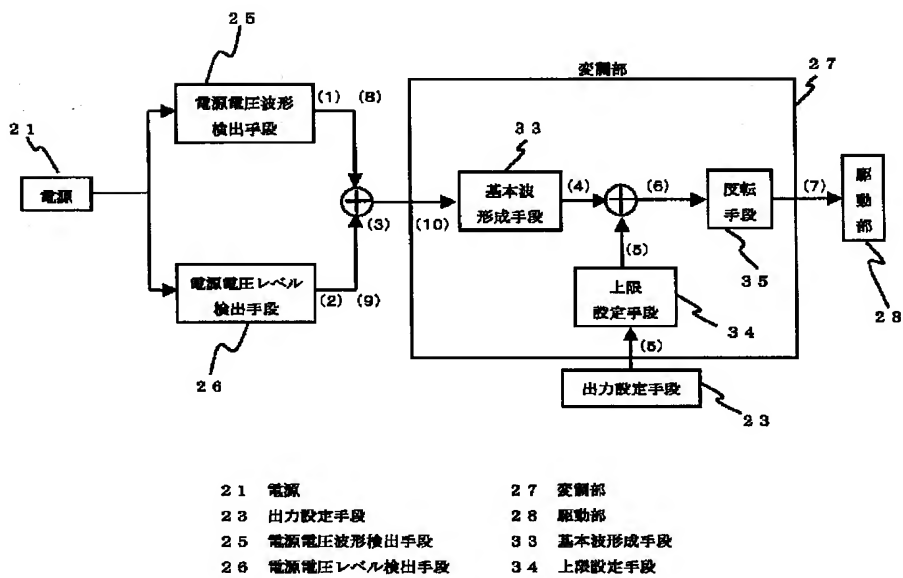 ２５
電源電圧波形
検出手段
(1) (8)
２１
電源
電源電圧レベル
検出手段
(2) (9)
２６
(3)
変調部
２７
(10)
３３
基本波
形成手段
(4)
(6)
反転
手段
３５
(7)
駆動部
２８
(5)
上限
設定手段
３４
(5)
出力設定手段
２３
２１ 電源
２３ 出力設定手段
２５ 電源電圧波形検出手段
２６ 電源電圧レベル検出手段
２７ 変調部
２８ 駆動部
３３ 基本波形成手段
３４ 上限設定手段